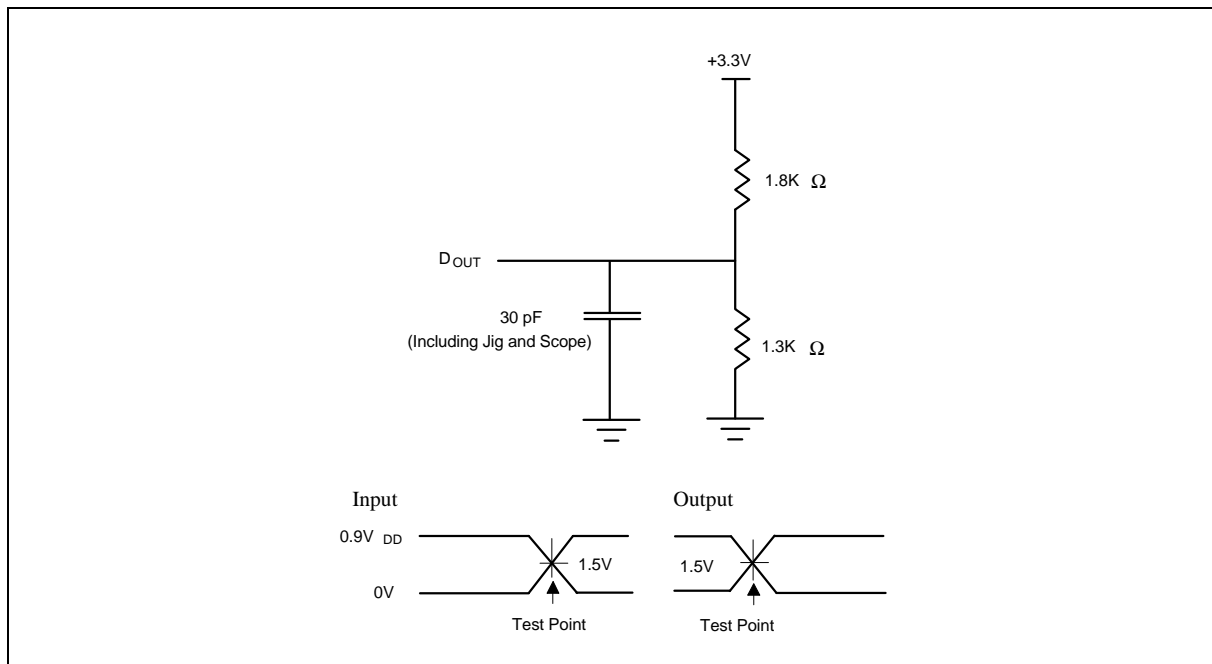 +3.3V
1.8K Ω
DOUT
30 pF
(Including Jig and Scope)
1.3K Ω
Input
Output
0.9V DD
1.5V
1.5V
0V
Test Point
Test Point